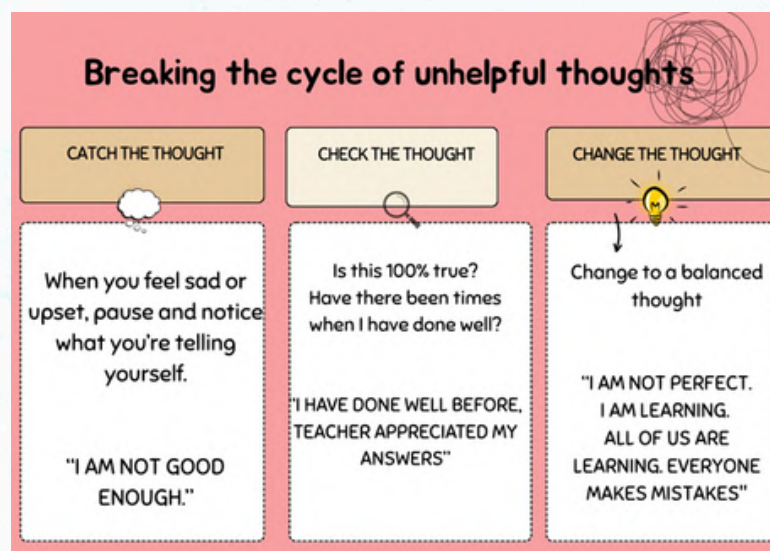 Breaking the cycle of unhelpful thoughts
CATCH THE THOUGHT
When you feel sad or
upset, pause and notice
what you're telling
yourself.
"I AM NOT GOOD
ENOUGH."
CHECK THE THOUGHT
Is this 100% true?
Have there been times
when I have done well?
"I HAVE DONE WELL BEFORE,
TEACHER APPRECIATED MY
ANSWERS"
CHANGE THE THOUGHT
Change to a balanced
thought
"I AM NOT PERFECT.
I AM LEARNING.
ALL OF US ARE
LEARNING. EVERYONE
MAKES MISTAKES"